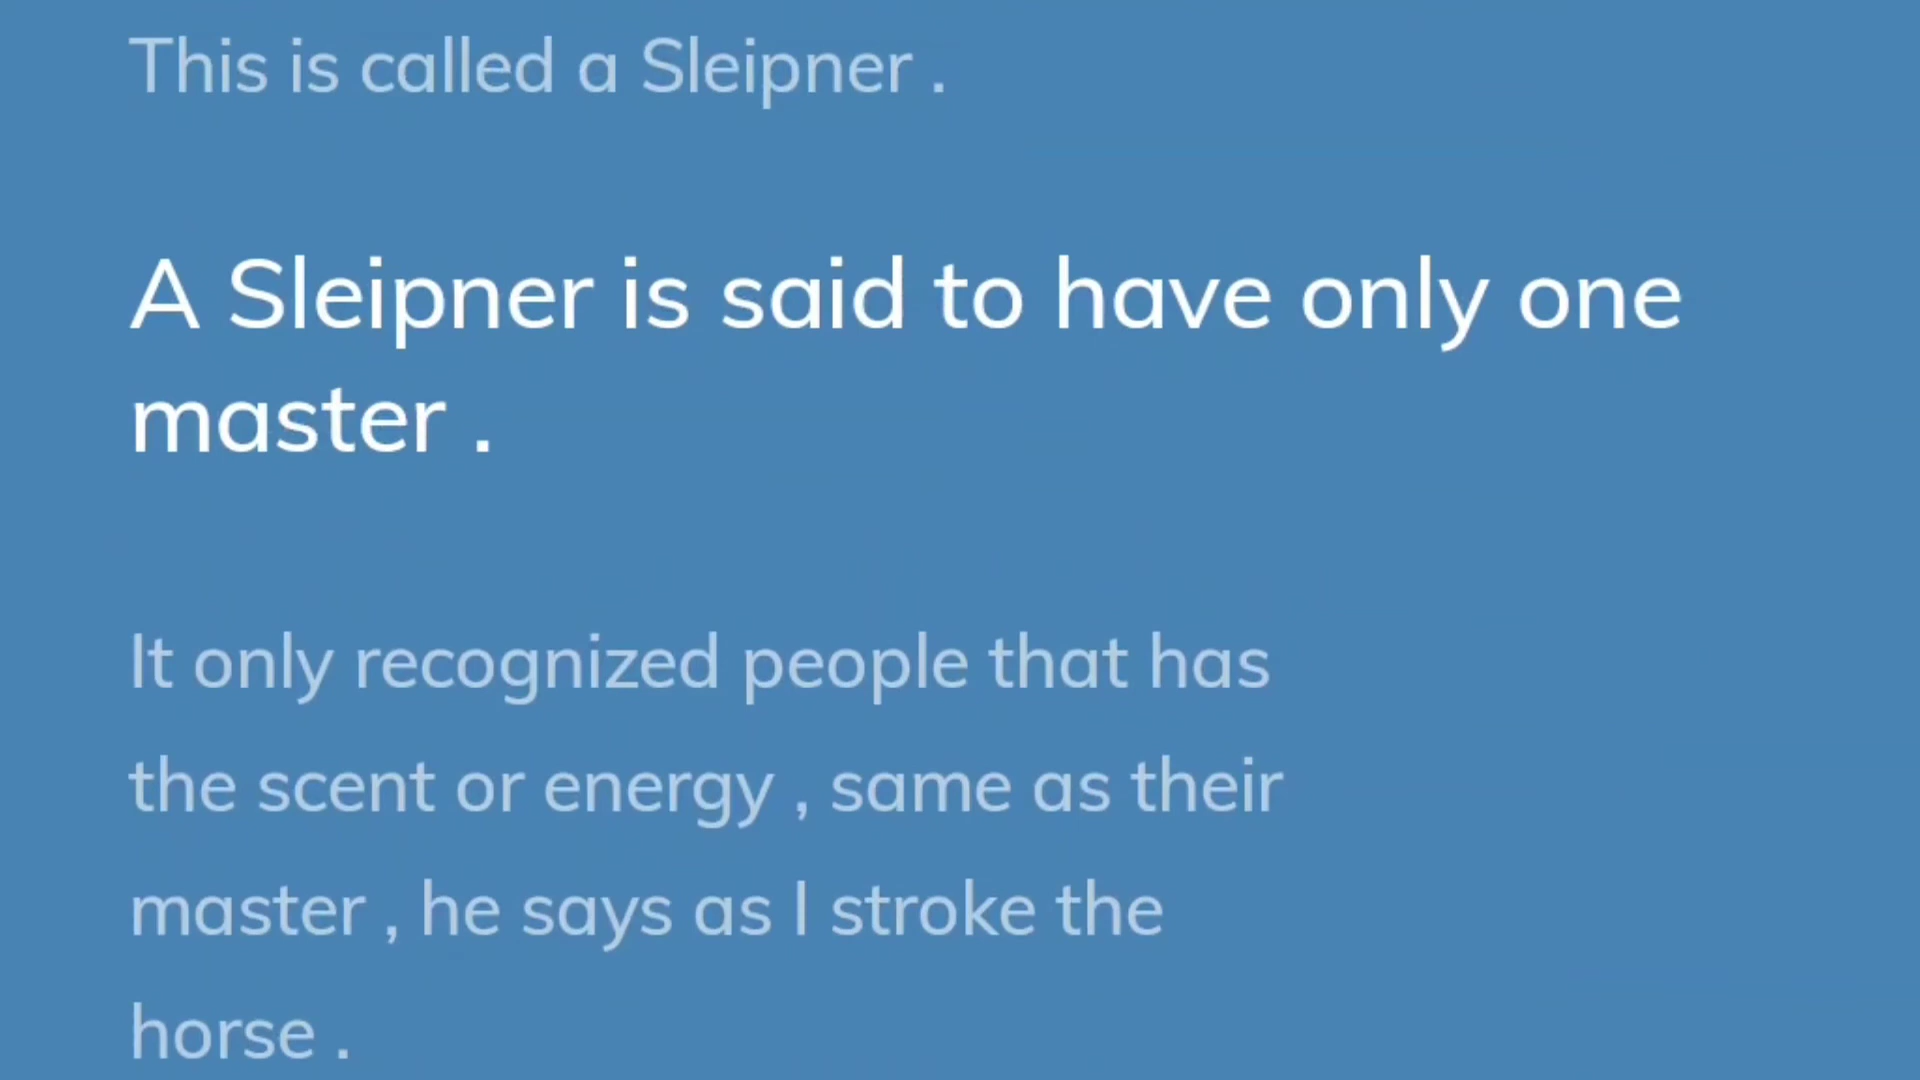 This is called a Sleipner .
A Sleipner is said to have only one
master .
It only recognized people that has
the scent or energy , same as their
master , he says as I stroke the
horse .